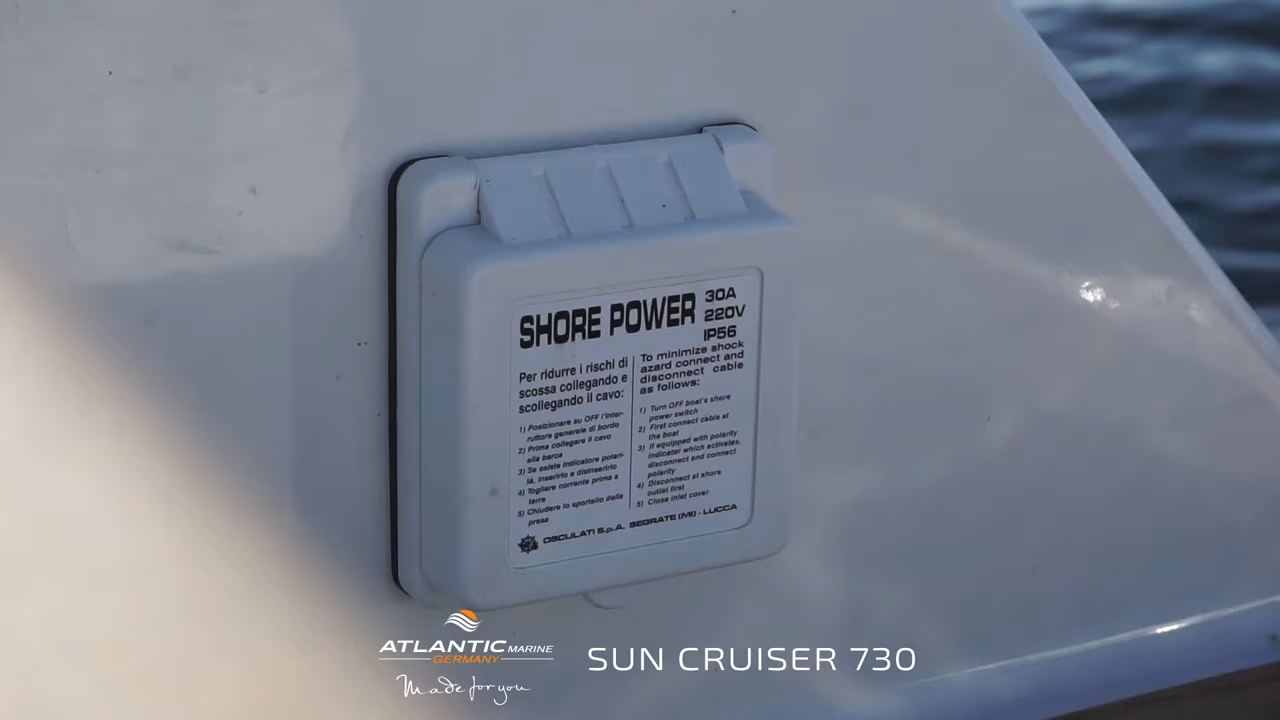 SHORE POWER
30A
220V
IP56
Per ridurre i rischi di
scossa collegando e
scollegando il cavo:
1) Posizionare su OFF l'inter-
ruttore generale di bordo
2) Prima collegare il cavo
alla barca
3) Se esiste indicatore polari-
tà, inserirlo e disinserirlo
4) Togliere corrente prima a
terra
5) Chiudere lo sportello della
presa
To minimize shock
azard connect and
disconnect cable
as follows:
1) Turn OFF boat's shore
power switch
2) First connect cable at
the boat
3) If equipped with polarity
indicator which activates,
disconnect and connect
polarity
4) Disconnect at shore
outlet first
5) Close inlet cover
OSCULATI S.p.A. SEGRATE (MI) - LUCCA
ATLANTIC MARINE
GERMANY
Made for you
SUN CRUISER 730